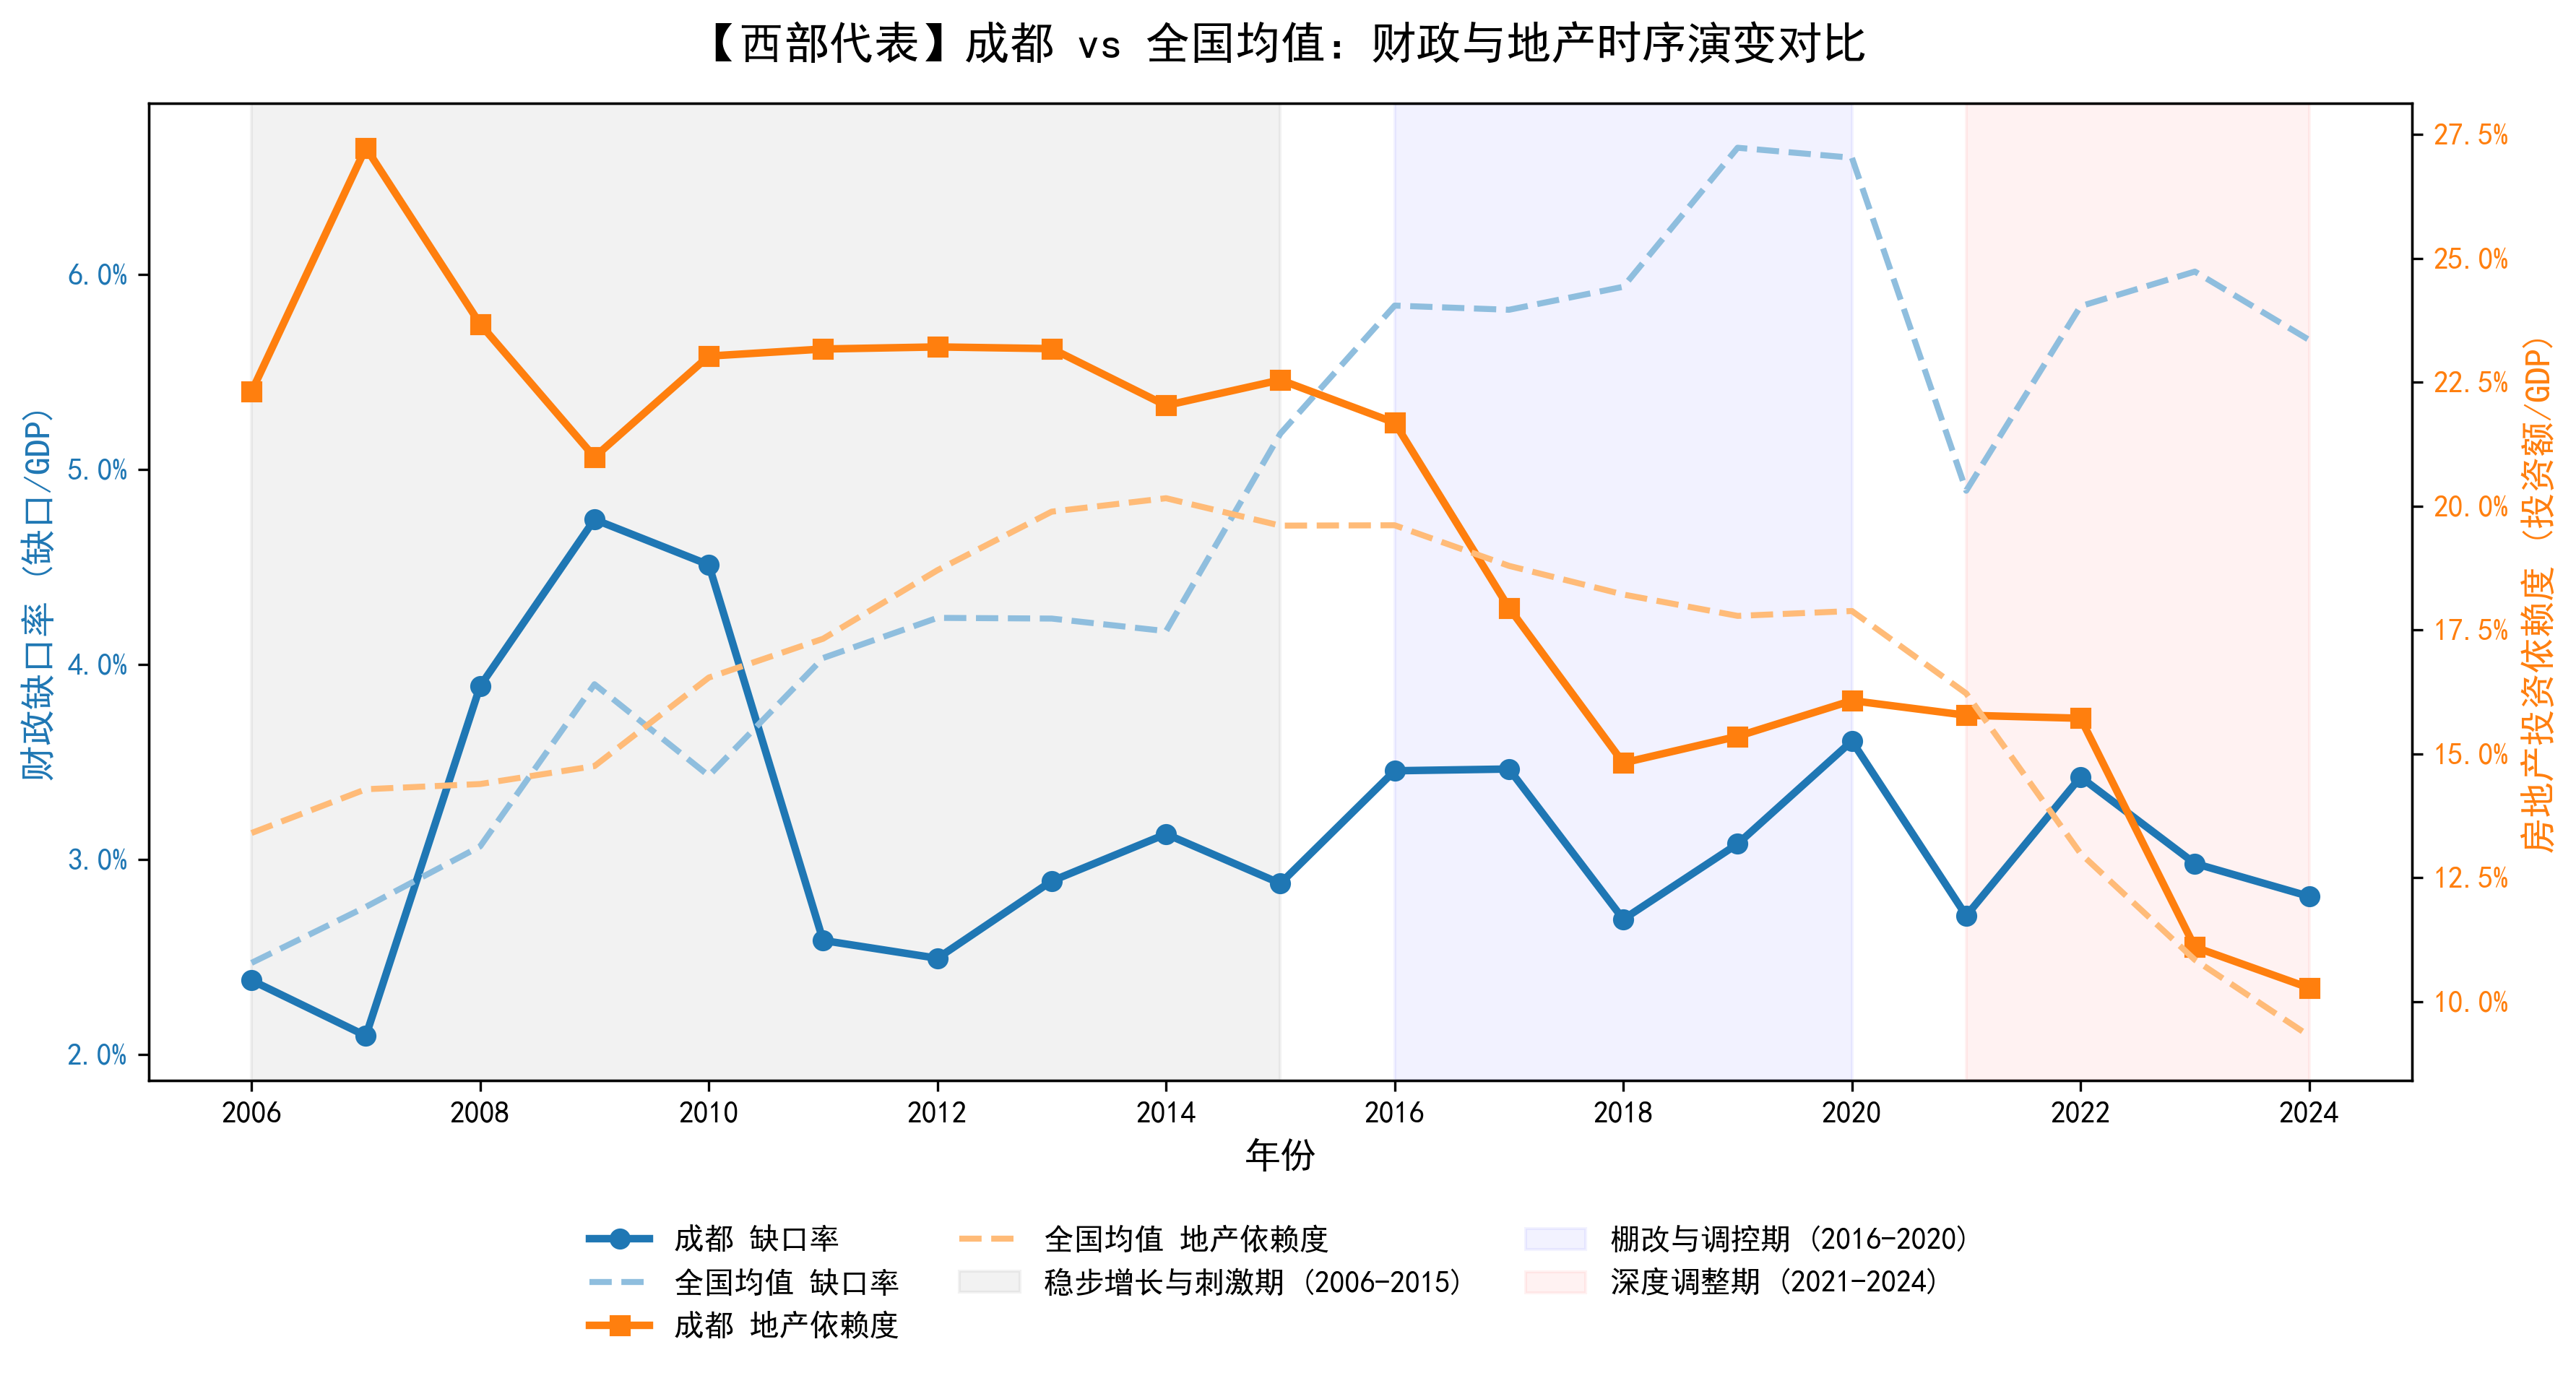 【西部代表】成都 vs 全国均值：财政与地产时序演变对比
财政缺口率 (缺口/GDP)
6.0%
5.0%
4.0%
3.0%
2.0%
27.5%
25.0%
22.5%
20.0%
17.5%
15.0%
12.5%
10.0%
房地产投资依赖度 (投资额/GDP)
2006 2008 2010 2012 2014 2016 2018 2020 2022 2024
年份
成都 缺口率
全国均值 缺口率
成都 地产依赖度
全国均值 地产依赖度
稳步增长与刺激期 (2006-2015)
棚改与调控期 (2016-2020)
深度调整期 (2021-2024)